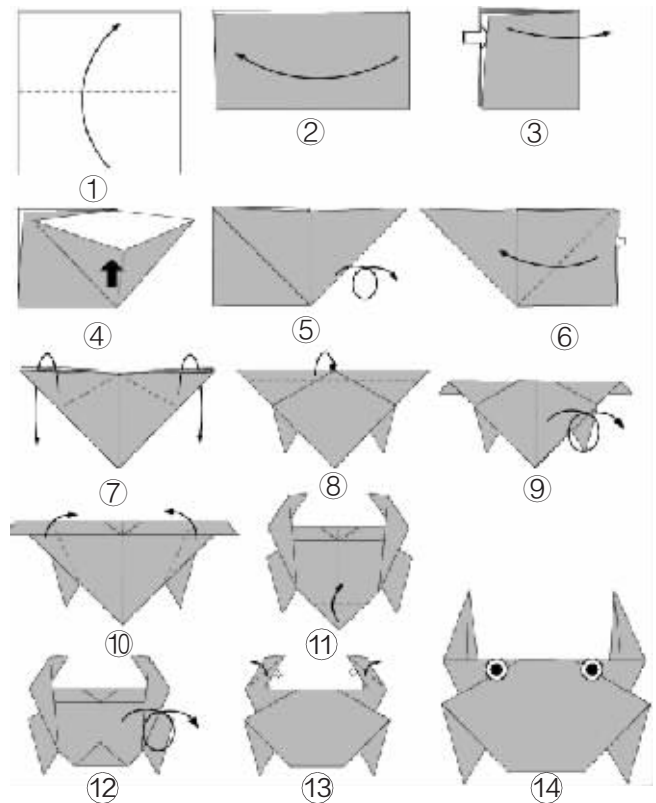 ① ② ③
④ ⑤ ⑥
⑦ ⑧ ⑨
⑩ ⑪
⑫ ⑬ ⑭